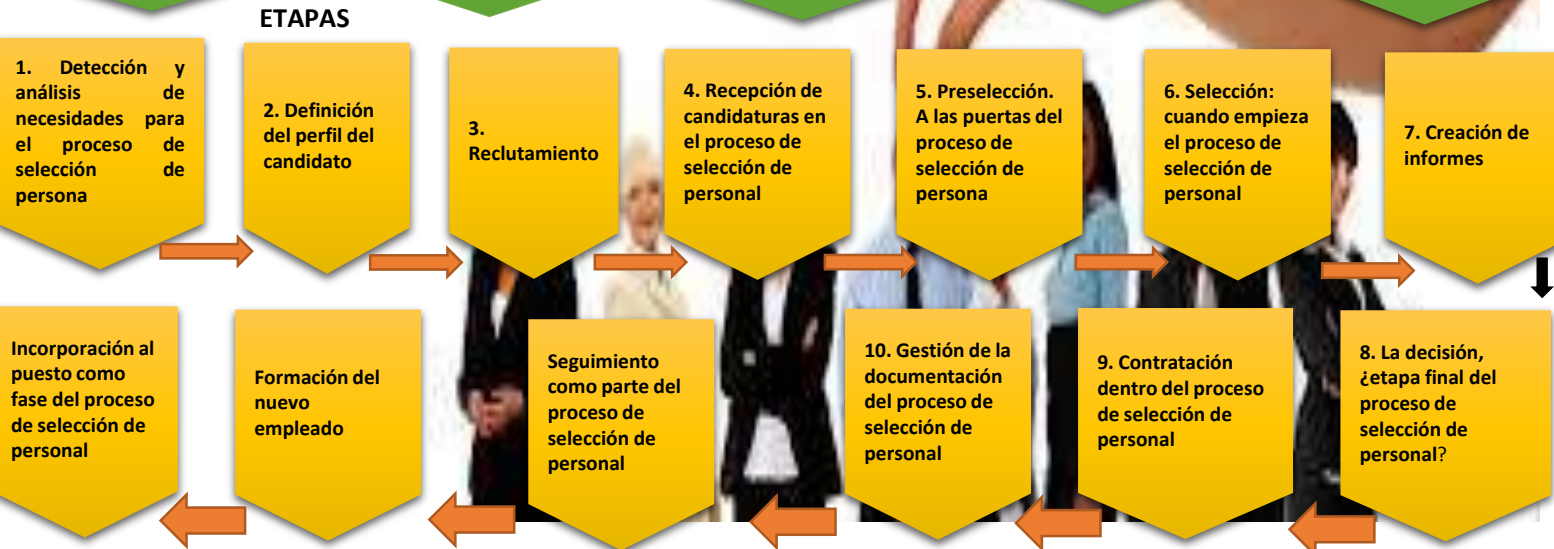 ETAPAS
1. Detección y
análisis de
necesidades para
el proceso de
selección de
persona
2. Definición
del perfil del
candidato
3.
Reclutamiento
4. Recepción de
candidaturas en
el proceso de
selección de
personal
5. Preselección.
A las puertas del
proceso de
selección de
persona
6. Selección:
cuando empieza
el proceso de
selección de
personal
7. Creación de
informes
8. La decisión,
¿etapa final del
proceso de
selección de
personal?
9. Contratación
dentro del proceso
de selección de
personal
10. Gestión de la
documentación
del proceso de
selección de
personal
Seguimiento
como parte del
proceso de
selección de
personal
Formación del
nuevo
empleado
Incorporación al
puesto como
fase del proceso
de selección de
personal